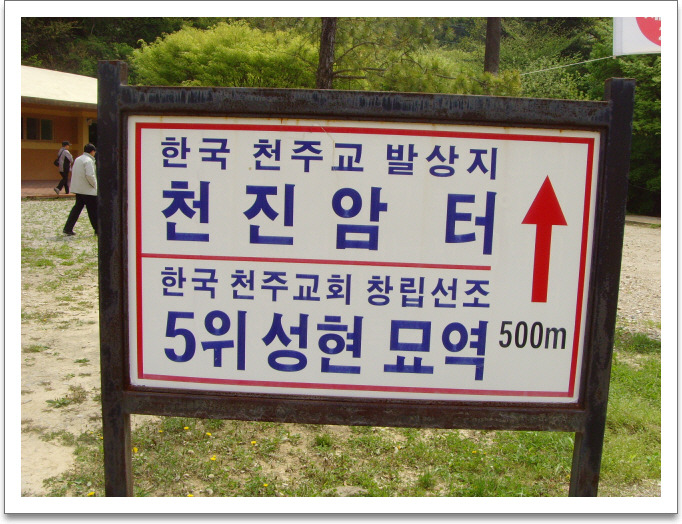 한국 천주교 발상지
천진암 터
한국 천주교회 창립선조
5위성현묘역 500m